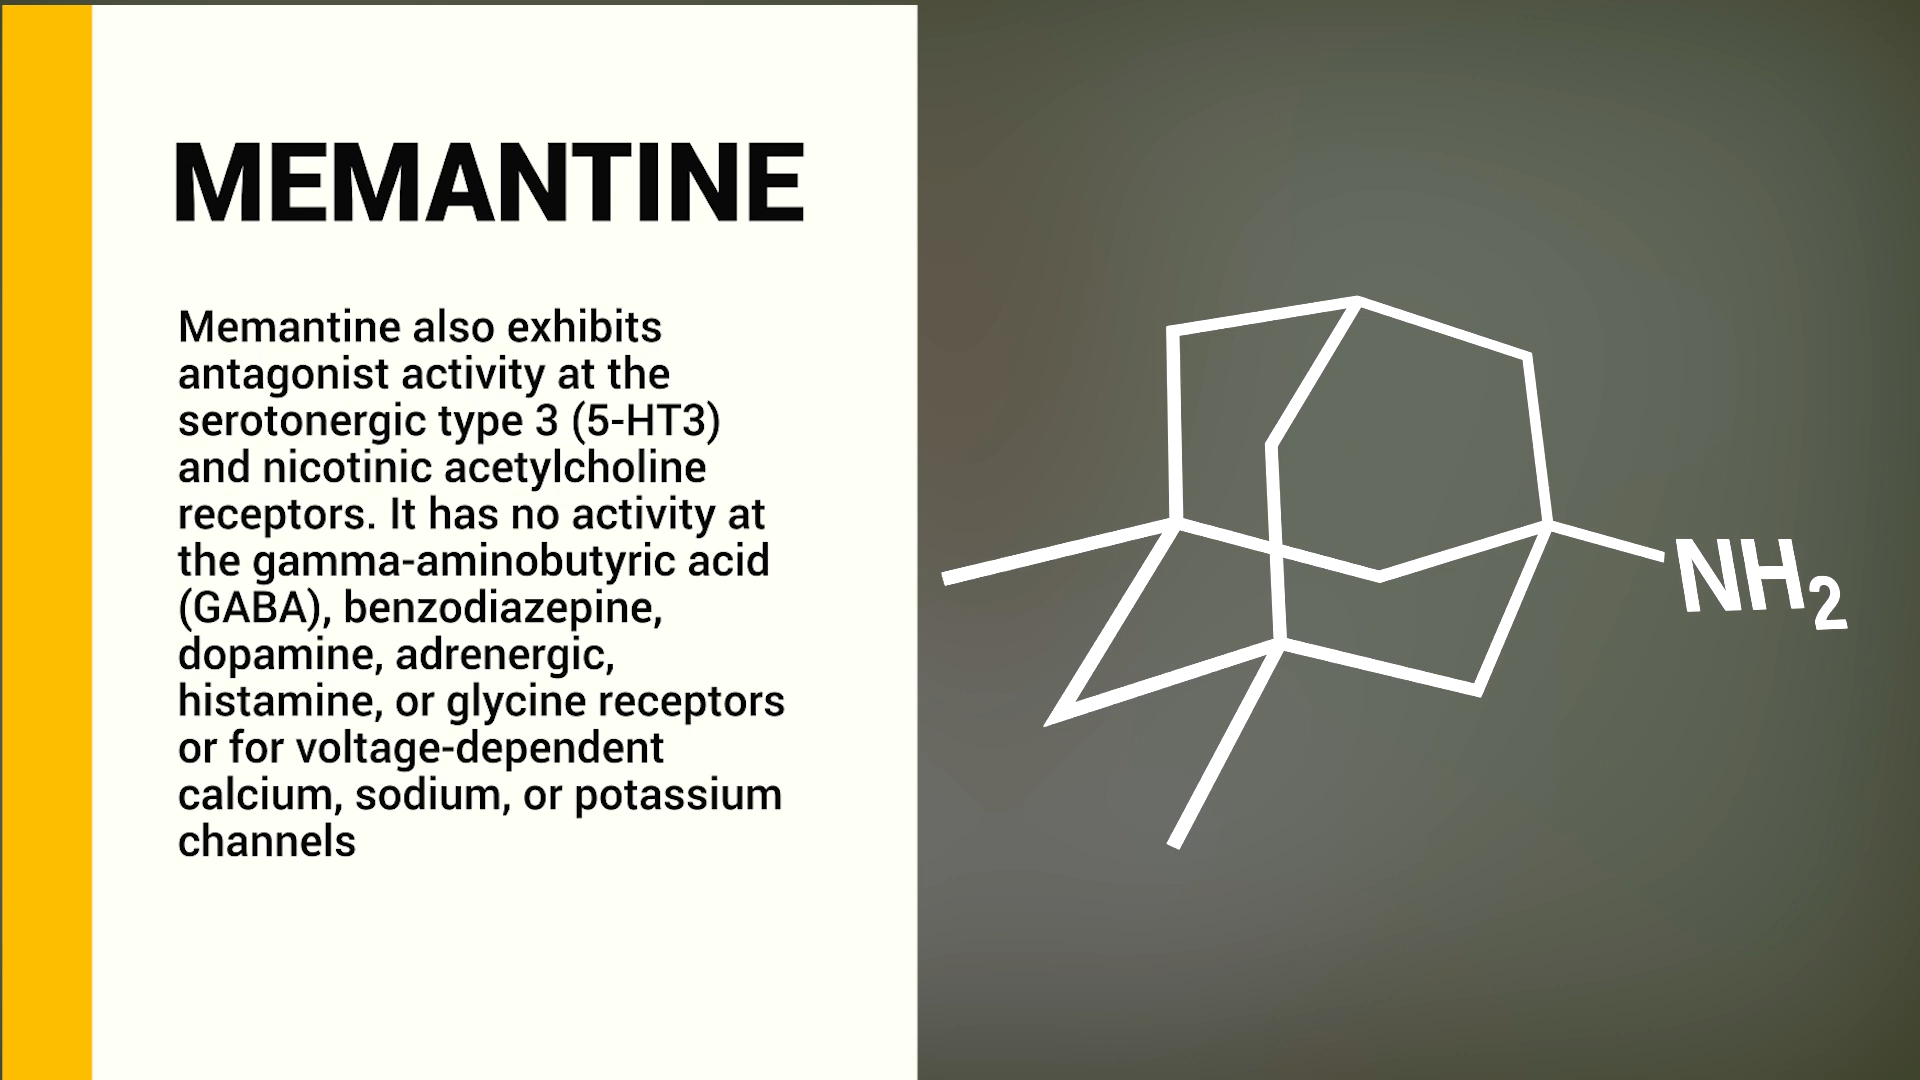 MEMANTINE
Memantine also exhibits
antagonist activity at the
serotonergic type 3 (5-HT3)
and nicotinic acetylcholine
receptors. It has no activity at
the gamma-aminobutyric acid
(GABA), benzodiazepine,
dopamine, adrenergic,
histamine, or glycine receptors
or for voltage-dependent
calcium, sodium, or potassium
channels
NH₂